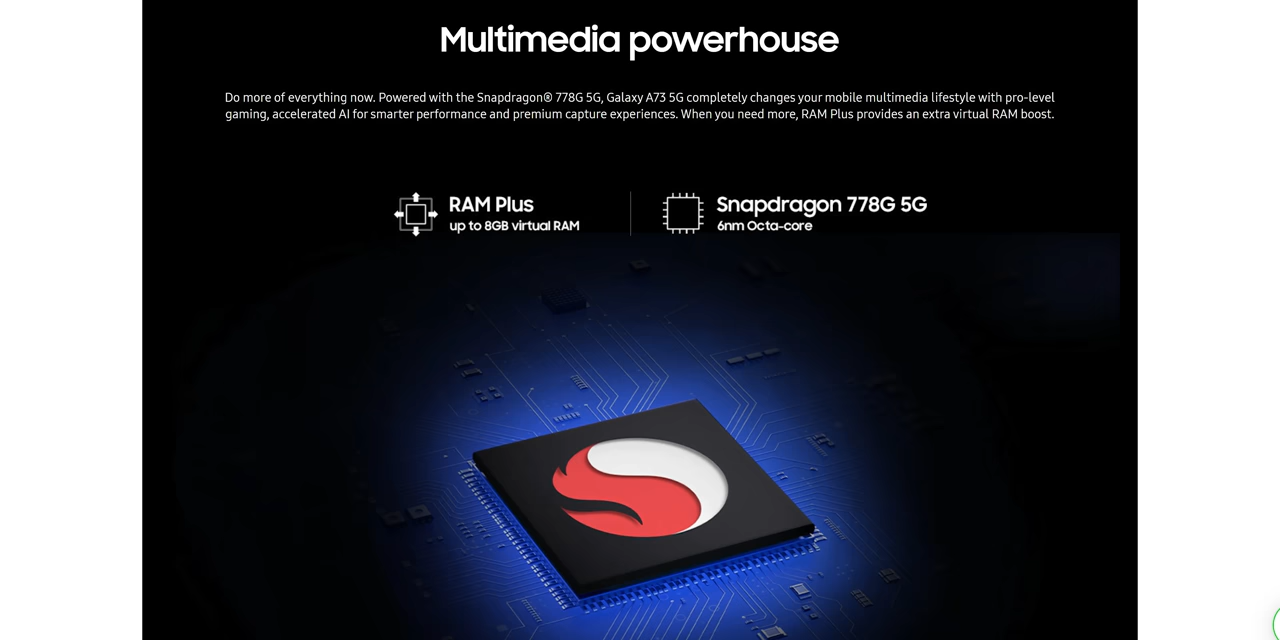 Multimedia powerhouse
Do more of everything now. Powered with the Snapdragon® 778G 5G, Galaxy A73 5G completely changes your mobile multimedia lifestyle with pro-level
gaming, accelerated AI for smarter performance and premium capture experiences. When you need more, RAM Plus provides an extra virtual RAM boost.
RAM Plus
up to 8GB virtual RAM
Snapdragon 778G 5G
6nm Octa-core